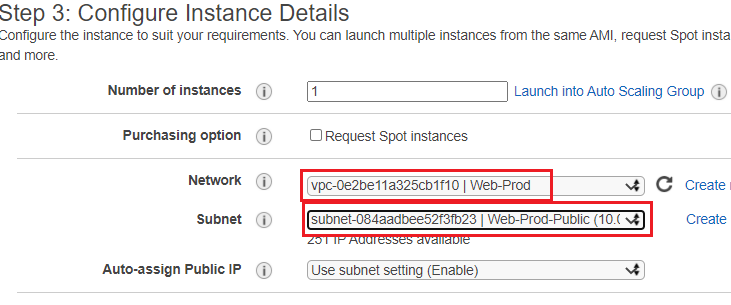 Step 3: Configure Instance Details
Configure the instance to suit your requirements. You can launch multiple instances from the same AMI, request Spot insta
and more.
Number of instances i 1 Launch into Auto Scaling Group i
Purchasing option i Request Spot instances
Network i vpc-0e2be11a325cb1f10 | Web-Prod Create
Subnet i subnet-084aadbee52f3fb23 | Web-Prod-Public (10.0 Create
251 IP Addresses available
Auto-assign Public IP i Use subnet setting (Enable)